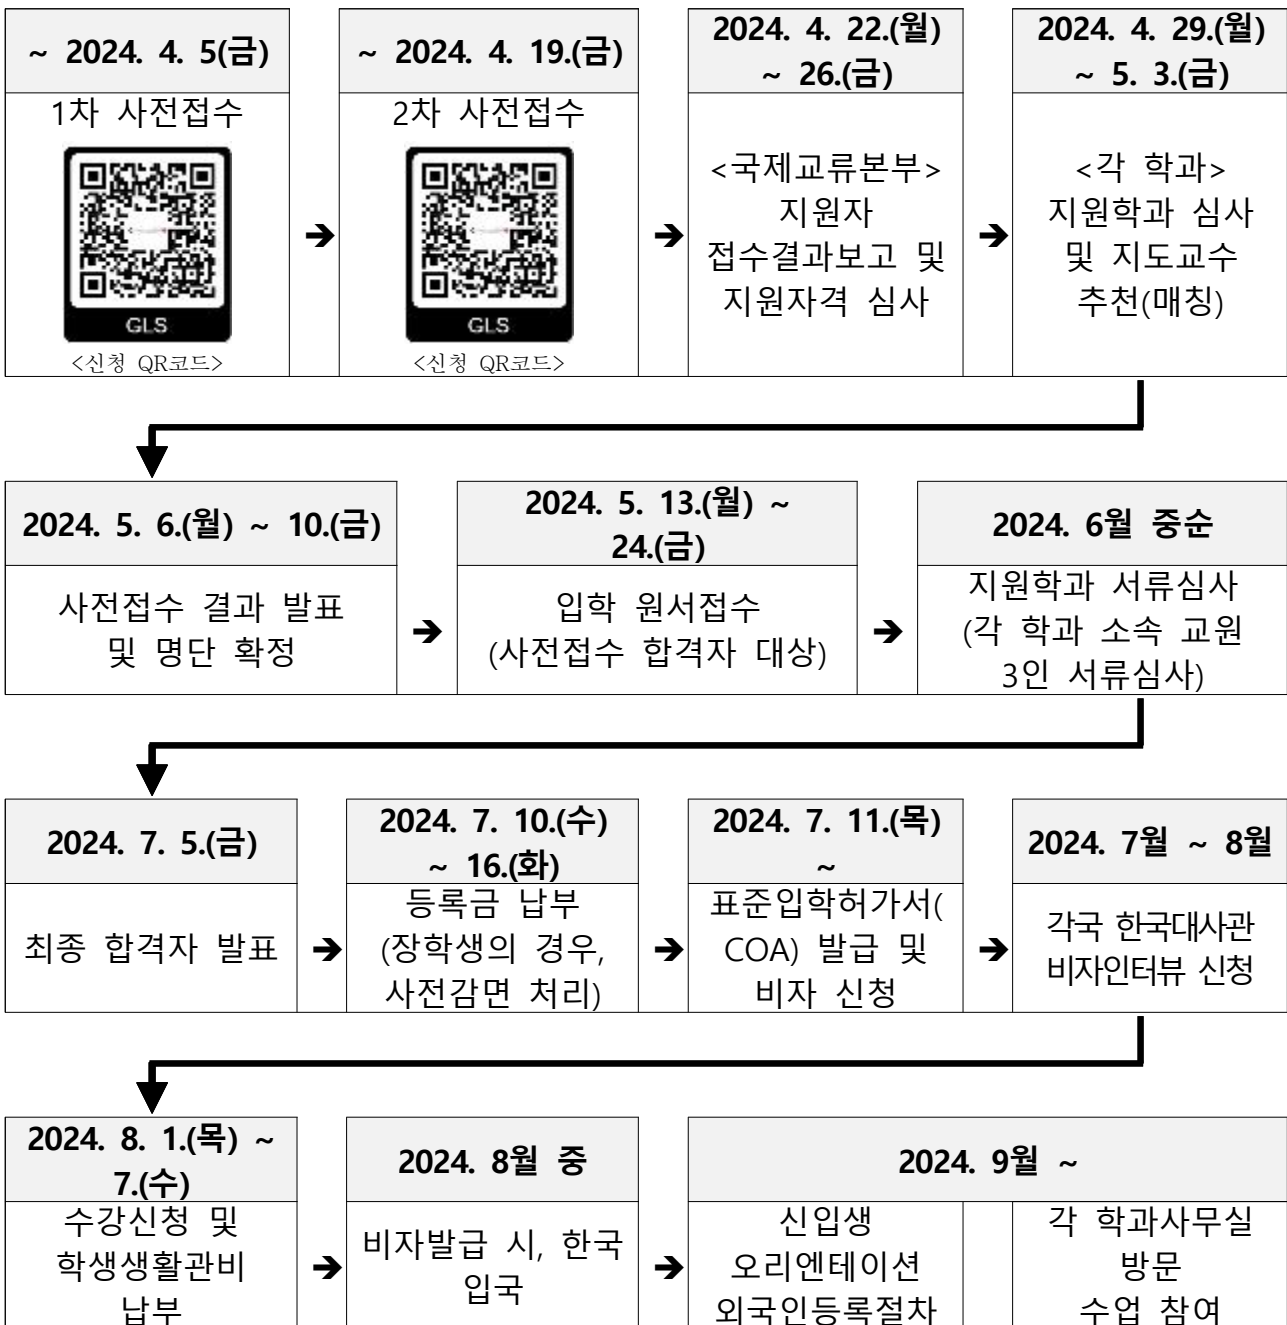 ~ 2024. 4. 5(금)
1차 사전접수
GLS
<신청 QR코드>
~ 2024. 4. 19.(금)
2차 사전접수
GLS
<신청 QR코드>
2024. 4. 22.(월)
~ 26.(금)
<국제교류본부>
지원자
접수결과보고 및
지원자격 심사
2024. 4. 29.(월)
~ 5. 3.(금)
<각 학과>
지원학과 심사
및 지도교수
추천(매칭)
2024. 5. 6.(월) ~ 10.(금)
사전접수 결과 발표
및 명단 확정
2024. 5. 13.(월) ~
24.(금)
입학 원서접수
(사전접수 합격자 대상)
2024. 6월 중순
지원학과 서류심사
(각 학과 소속 교원
3인 서류심사)
2024. 7. 5.(금)
최종 합격자 발표
2024. 7. 10.(수)
~ 16.(화)
등록금 납부
(장학생의 경우,
사전감면 처리)
2024. 7. 11.(목)
~
표준입학허가서(
COA) 발급 및
비자 신청
2024. 7월 ~ 8월
각국 한국대사관
비자인터뷰 신청
2024. 8. 1.(목) ~
7.(수)
수강신청 및
학생생활관비
납부
2024. 8월 중
비자발급 시, 한국
입국
2024. 9월 ~
신입생
오리엔테이션
외국인등록절차
각 학과사무실
방문
수업 참여